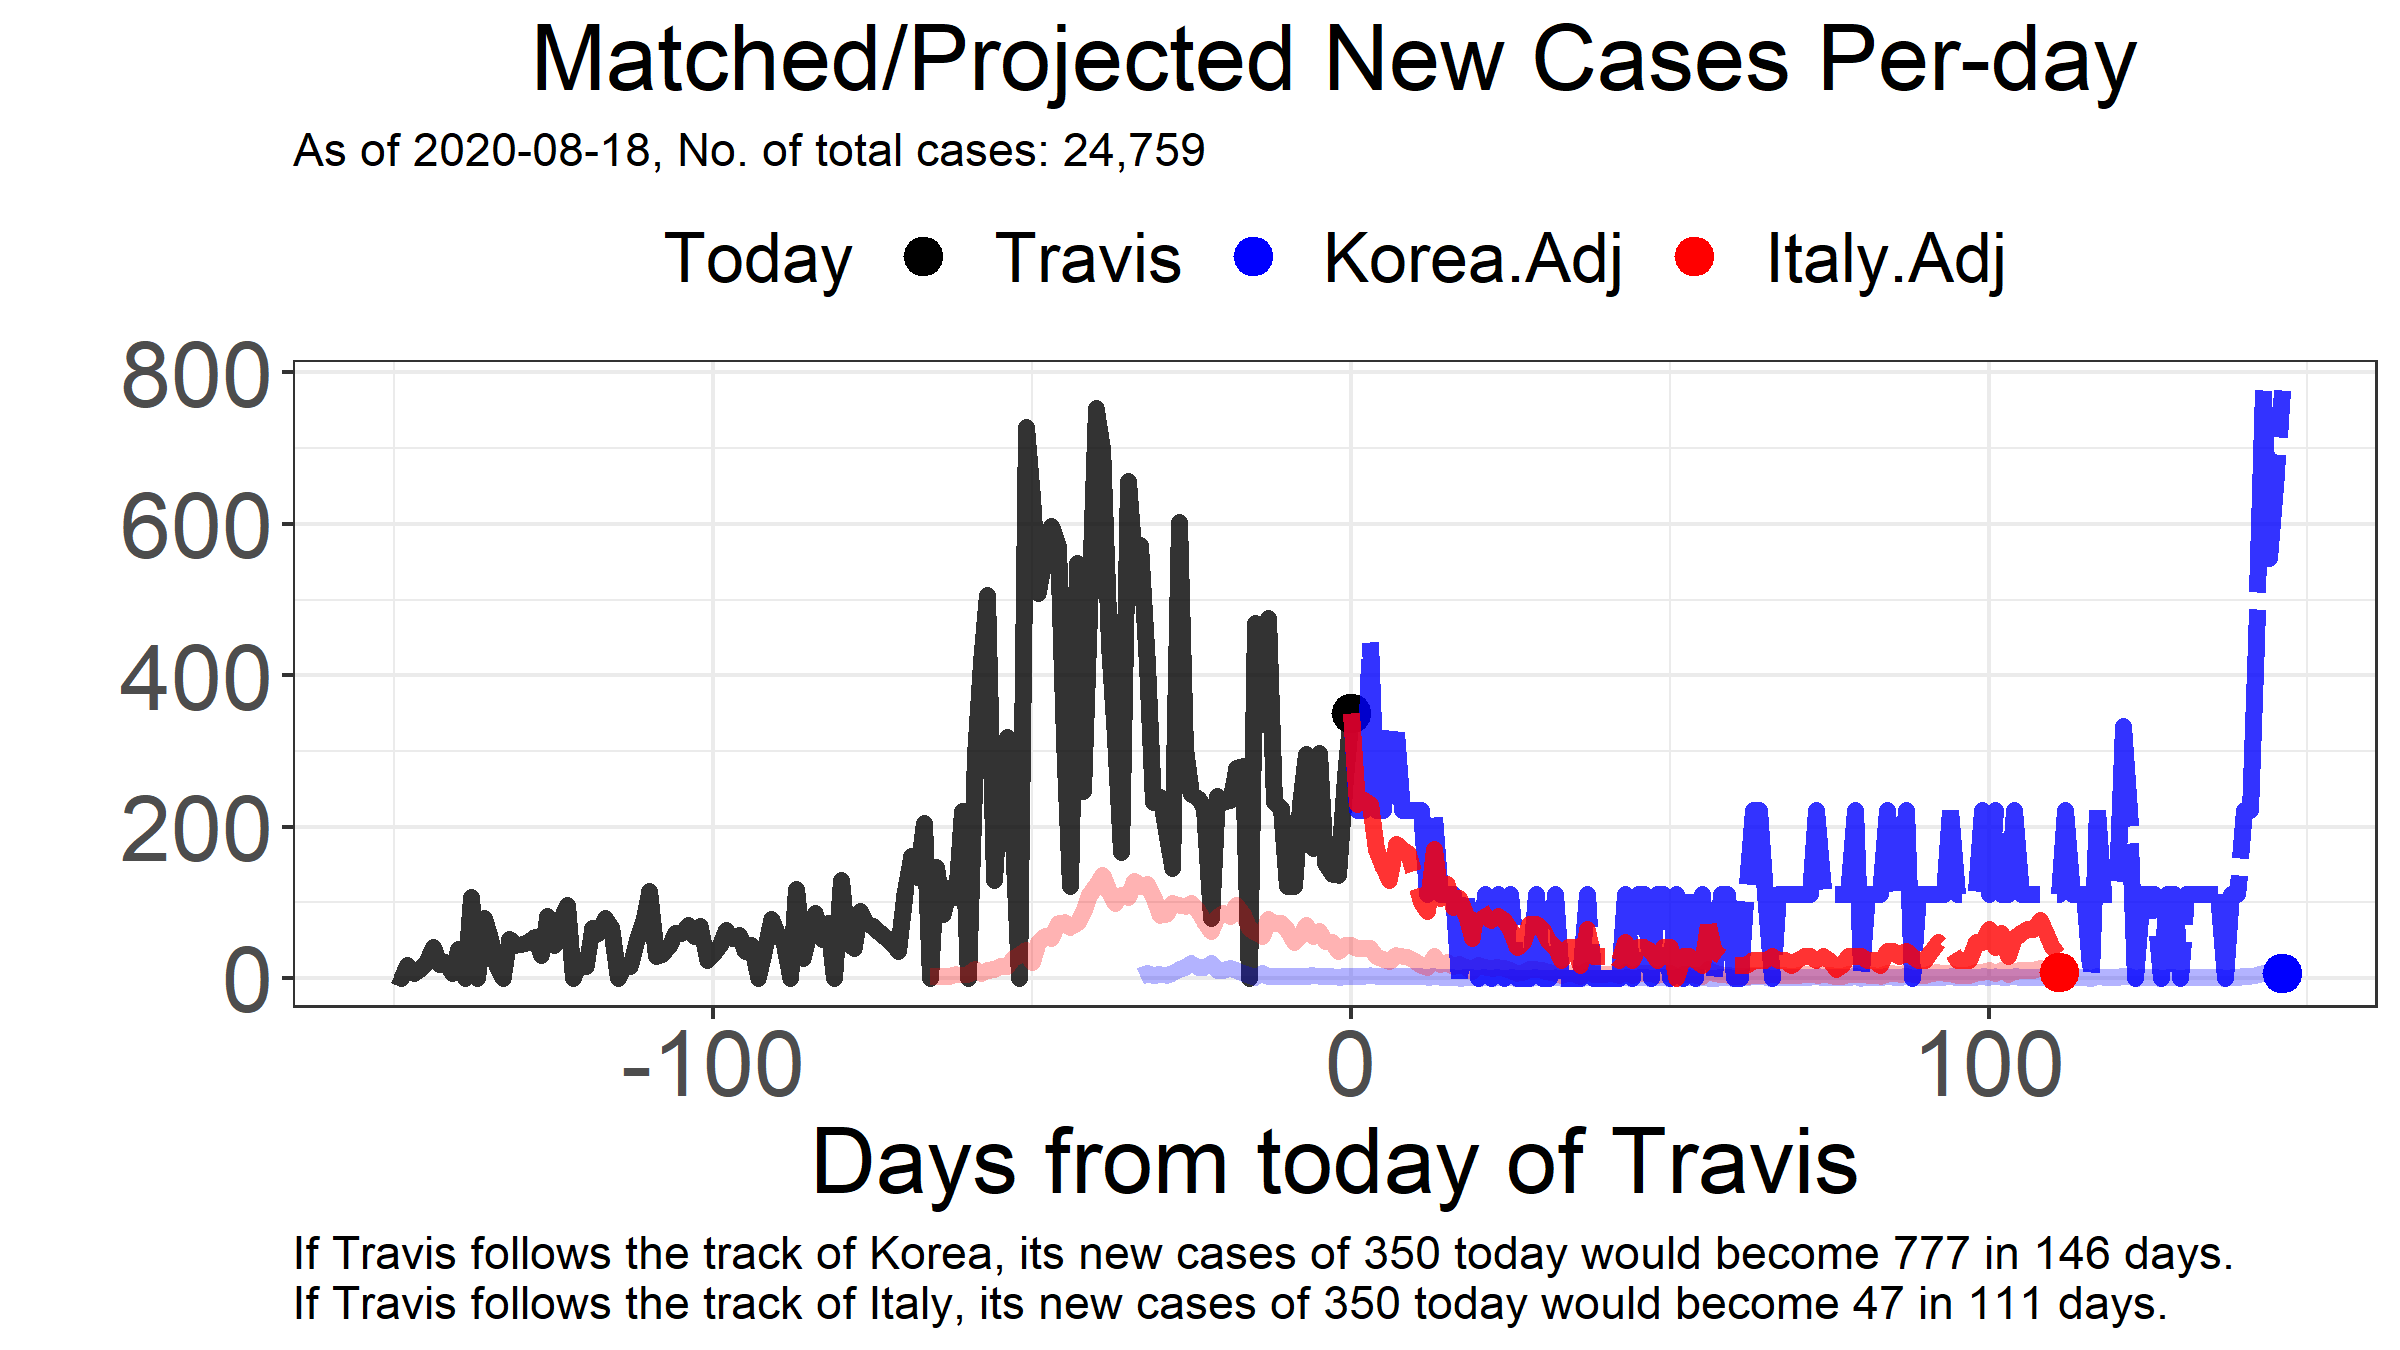 Matched/Projected New Cases Per-day
As of 2020-08-18, No. of total cases: 24,759
Today Travis Korea.Adj Italy.Adj
800
600
400
200
0
-100 0 100
Days from today of Travis
If Travis follows the track of Korea, its new cases of 350 today would become 777 in 146 days.
If Travis follows the track of Italy, its new cases of 350 today would become 47 in 111 days.